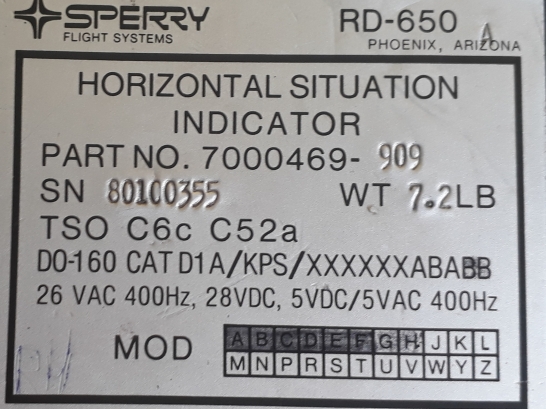 SPERRY RD-650 A
FLIGHT SYSTEMS PHOENIX, ARIZONA
HORIZONTAL SITUATION
INDICATOR
PART NO. 7000469- 909
SN 80100355 WT 7.2LB
TSO C6c C52a
DO-160 CAT D1A/KPS/XXXXXXABABB
26 VAC 400Hz, 28VDC, 5VDC/5VAC 400Hz
MOD A B C D E F G H J K L
M N P R S T U V W Y Z